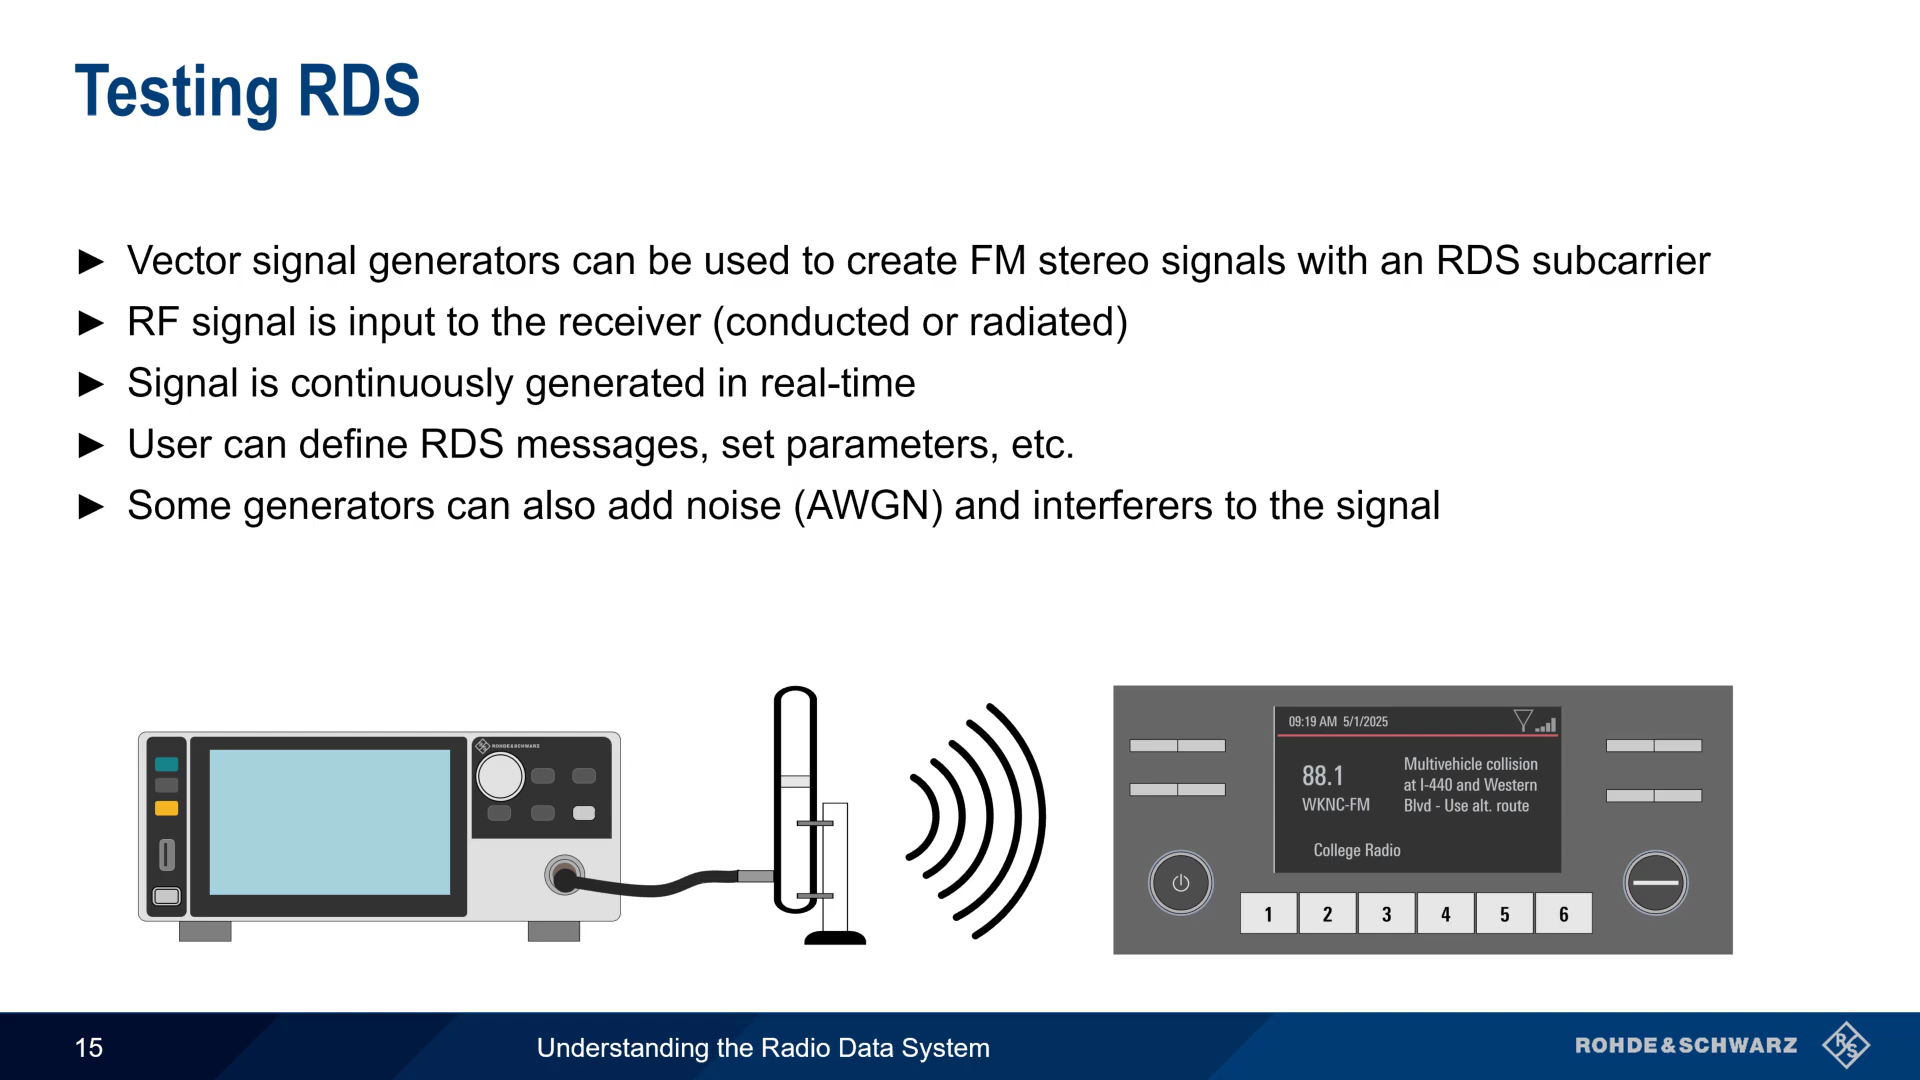 Testing RDS
► Vector signal generators can be used to create FM stereo signals with an RDS subcarrier
► RF signal is input to the receiver (conducted or radiated)
► Signal is continuously generated in real-time
► User can define RDS messages, set parameters, etc.
► Some generators can also add noise (AWGN) and interferers to the signal
ROHDE&SCHWARZ
09:19 AM 5/1/2025
88.1
WKNC-FM
Multivehicle collision
at I-440 and Western
Blvd - Use alt. route
College Radio
1 2 3 4 5 6
15
Understanding the Radio Data System
ROHDE&SCHWARZ
R&S